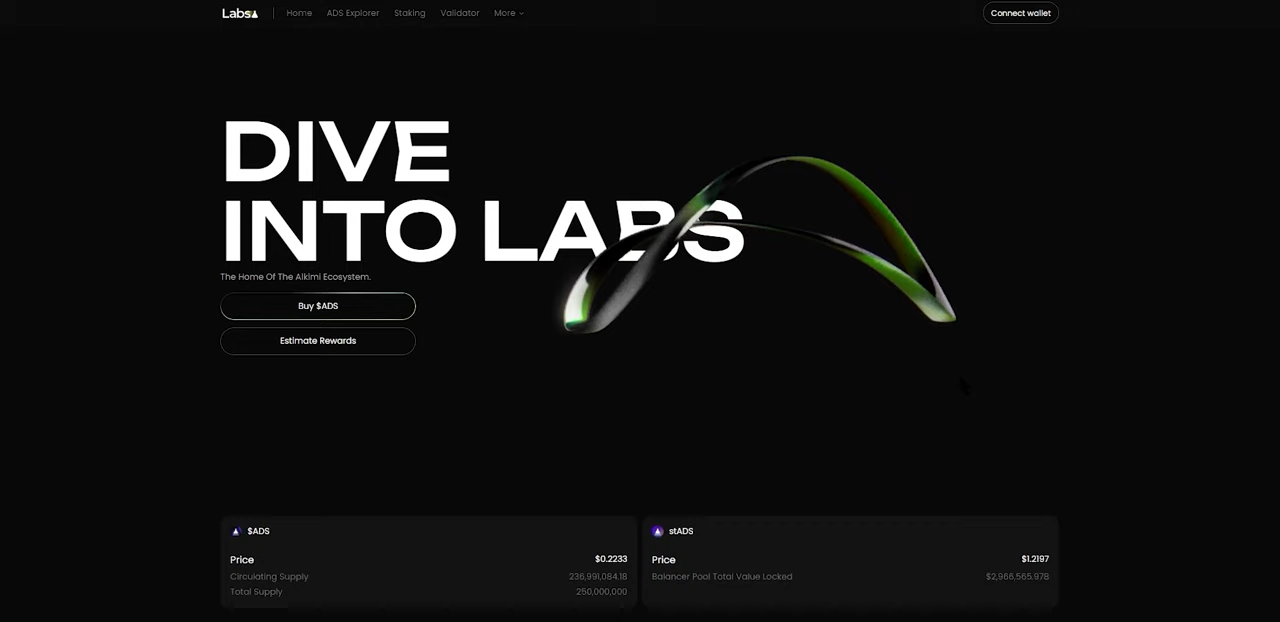 Labs
Home
ADS Explorer
Staking
Validator
More
Connect wallet
DIVE
INTO LABS
The Home Of The Alkimi Ecosystem.
Buy $ADS
Estimate Rewards
$ADS
Price $0.2233
Circulating Supply 236,991,084.18
Total Supply 250,000,000
stADS
Price $1.2197
Balancer Pool Total Value Locked $2,966,565.978